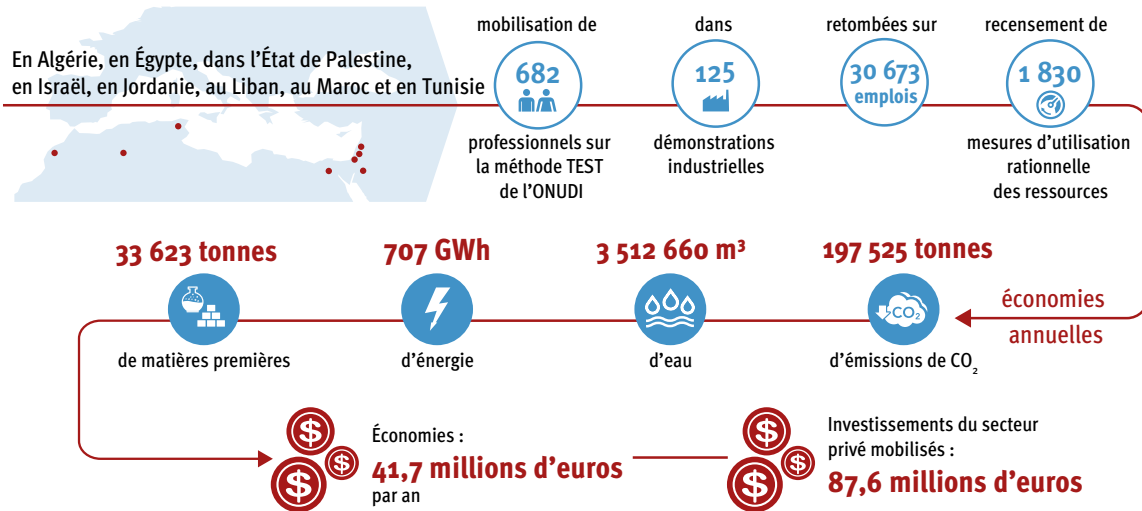 En Algérie, en Égypte, dans l'État de Palestine,
en Israël, en Jordanie, au Liban, au Maroc et en Tunisie
mobilisation de
682
professionnels sur
la méthode TEST
de l'ONUDI
dans
125
démonstrations
industrielles
retombées sur
30 673
emplois
recensement de
1 830
mesures d'utilisation
rationnelle
des ressources
économies
annuelles
33 623 tonnes
de matières premières
707 GWh
d'énergie
3 512 660 m³
d'eau
197 525 tonnes
CO₂
d'émissions de CO₂
$
$
$
Économies :
41,7 millions d'euros
par an
$
$
$
Investissements du secteur
privé mobilisés :
87,6 millions d'euros